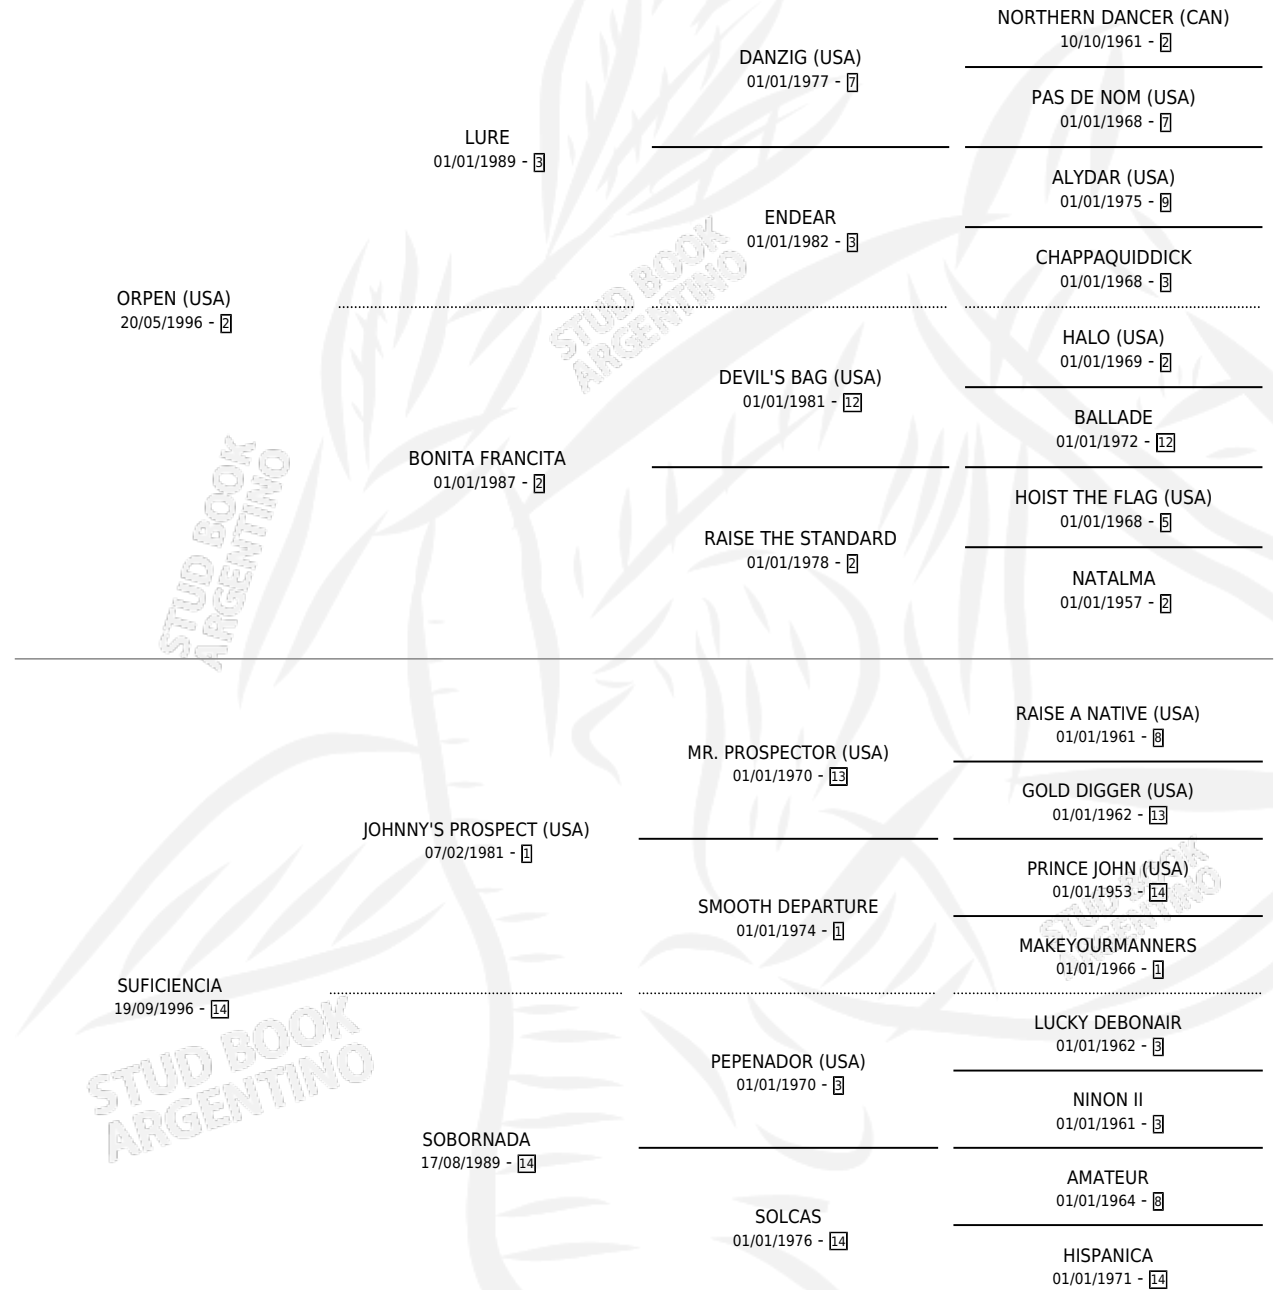 NORTHERN DANCER (CAN)
10/10/1961 - 2
DANZIG (USA)
01/01/1977 - 7
PAS DE NOM (USA)
01/01/1968 - 7
LURE
01/01/1989 - 3
ALYDAR (USA)
01/01/1975 - 9
ENDEAR
01/01/1982 - 3
CHAPPAQUIDDICK
01/01/1968 - 3
ORPEN (USA)
20/05/1996 - 2
HALO (USA)
01/01/1969 - 2
DEVIL'S BAG (USA)
01/01/1981 - 12
BALLADE
01/01/1972 - 12
BONITA FRANCITA
01/01/1987 - 2
HOIST THE FLAG (USA)
01/01/1968 - 5
RAISE THE STANDARD
01/01/1978 - 2
NATALMA
01/01/1957 - 2
STUD BOOK
ARGENTINO
STUD BOOK
ARGENTINO
RAISE A NATIVE (USA)
01/01/1961 - 8
MR. PROSPECTOR (USA)
01/01/1970 - 13
GOLD DIGGER (USA)
01/01/1962 - 13
JOHNNY'S PROSPECT (USA)
07/02/1981 - 1
PRINCE JOHN (USA)
01/01/1953 - 14
SMOOTH DEPARTURE
01/01/1974 - 1
MAKEYOURMANNERS
01/01/1966 - 1
SUFICIENCIA
19/09/1996 - 14
LUCKY DEBONAIR
01/01/1962 - 3
PEPENADOR (USA)
01/01/1970 - 3
NINON II
01/01/1961 - 3
SOBORNADA
17/08/1989 - 14
AMATEUR
01/01/1964 - 8
SOLCAS
01/01/1976 - 14
HISPANICA
01/01/1971 - 14
STUD BOOK
ARGENTINO
STUD BOOK
ARGENTINO